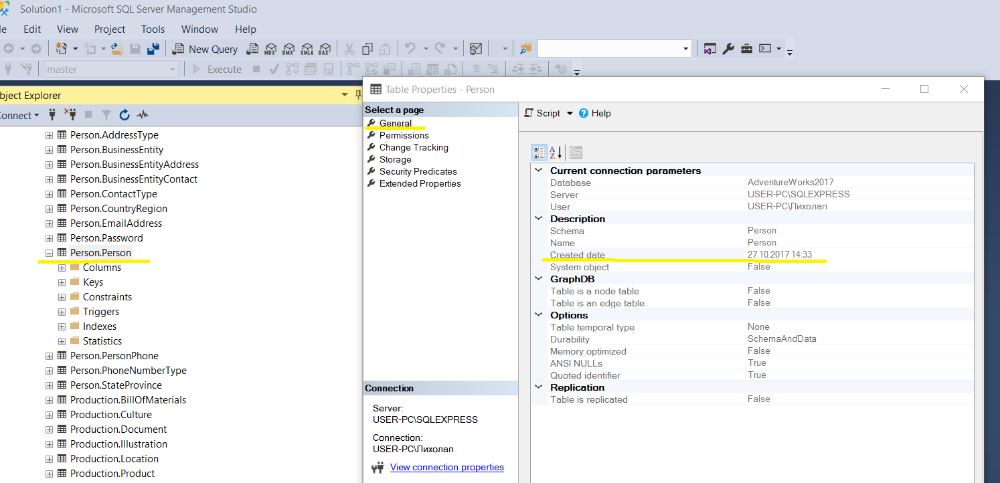 Solution1 - Microsoft SQL Server Management Studio
le Edit View Project Tools Window Help
New Query MDX DMX XMLA DAX
master Execute
bject Explorer
onnect
Person.AddressType
Person.BusinessEntity
Person.BusinessEntityAddress
Person.BusinessEntityContact
Person.ContactType
Person.CountryRegion
Person.EmailAddress
Person.Password
Person.Person
Columns
Keys
Constraints
Triggers
Indexes
Statistics
Person.PersonPhone
Person.PhoneNumberType
Person.StateProvince
Production.BillOfMaterials
Production.Culture
Production.Document
Production.Illustration
Production.Location
Production.Product
Table Properties - Person
Select a page
General
Permissions
Change Tracking
Storage
Security Predicates
Extended Properties
Connection
Server:
USER-PC\SQLEXPRESS
Connection:
USER-PC\Пихолап
View connection properties
Script Help
Current connection parameters
Database AdventureWorks2017
Server USER-PC\SQLEXPRESS
User USER-PC\Пихолап
Description
Schema Person
Name Person
Created date 27.10.2017 14:33
System object False
GraphDB
Table is a node table False
Table is an edge table False
Options
Table temporal type None
Durability SchemaAndData
Memory optimized False
ANSI NULLs True
Quoted identifier True
Replication
Table is replicated False